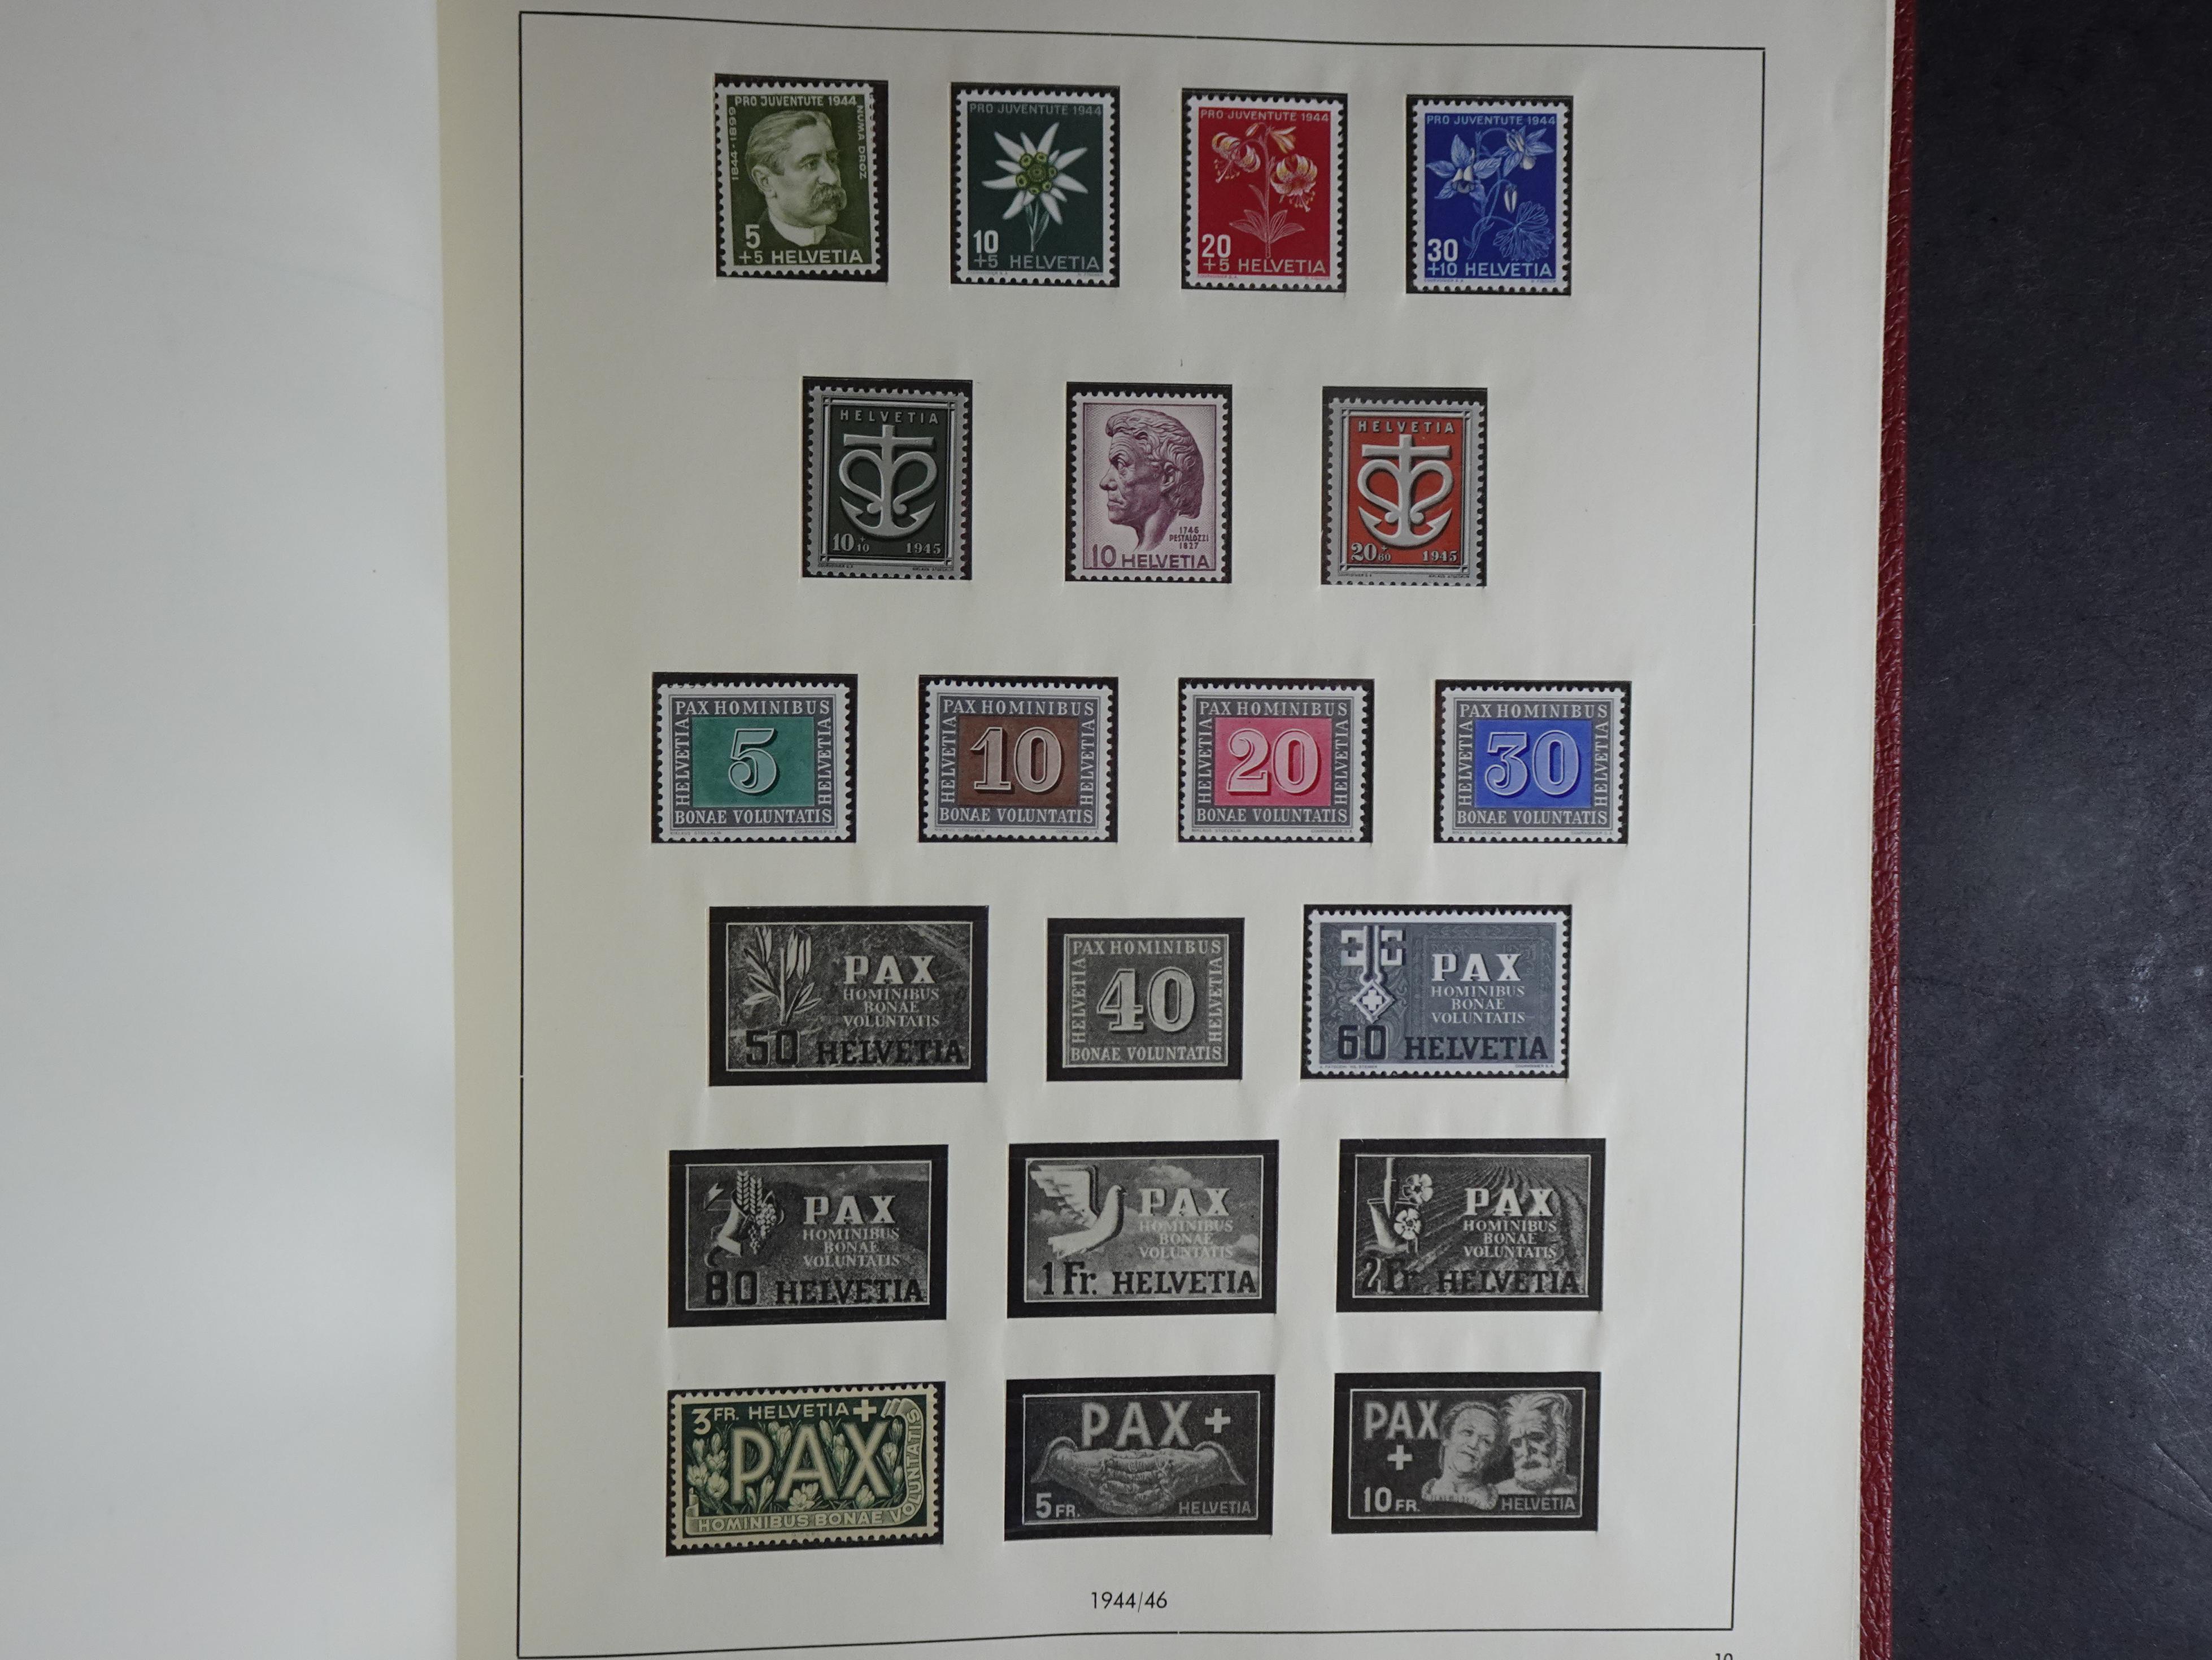 PRO JUVENTUTE 1944
1844-1899
NUMA DROZ
5
+5 HELVETIA
PRO JUVENTUTE 1944
10
+5 HELVETIA
PRO JUVENTUTE 1944
20
+5 HELVETIA
PRO JUVENTUTE 1944
30
+10 HELVETIA
HELVETIA
10+10 1945
1746
PESTALOZZI
1827
10 HELVETIA
HELVETIA
20+60 1945
PAX HOMINIBUS
HELVETIA
5
HELVETIA
BONAE VOLUNTATIS
PAX HOMINIBUS
HELVETIA
10
HELVETIA
BONAE VOLUNTATIS
PAX HOMINIBUS
HELVETIA
20
HELVETIA
BONAE VOLUNTATIS
PAX HOMINIBUS
HELVETIA
30
HELVETIA
BONAE VOLUNTATIS
PAX
HOMINIBUS
BONAE
VOLUNTATIS
50 HELVETIA
PAX HOMINIBUS
HELVETIA
40
HELVETIA
BONAE VOLUNTATIS
PAX
HOMINIBUS
BONAE
VOLUNTATIS
60 HELVETIA
PAX
HOMINIBUS
BONAE
VOLUNTATIS
80 HELVETIA
PAX
HOMINIBUS
BONAE
VOLUNTATIS
1 Fr. HELVETIA
PAX
HOMINIBUS
BONAE
VOLUNTATIS
2 Fr. HELVETIA
3 FR. HELVETIA +
PAX
HOMINIBUS BONAE VOLUNTATIS
PAX +
5 FR. HELVETIA
PAX
+
10 FR. HELVETIA
1944/46